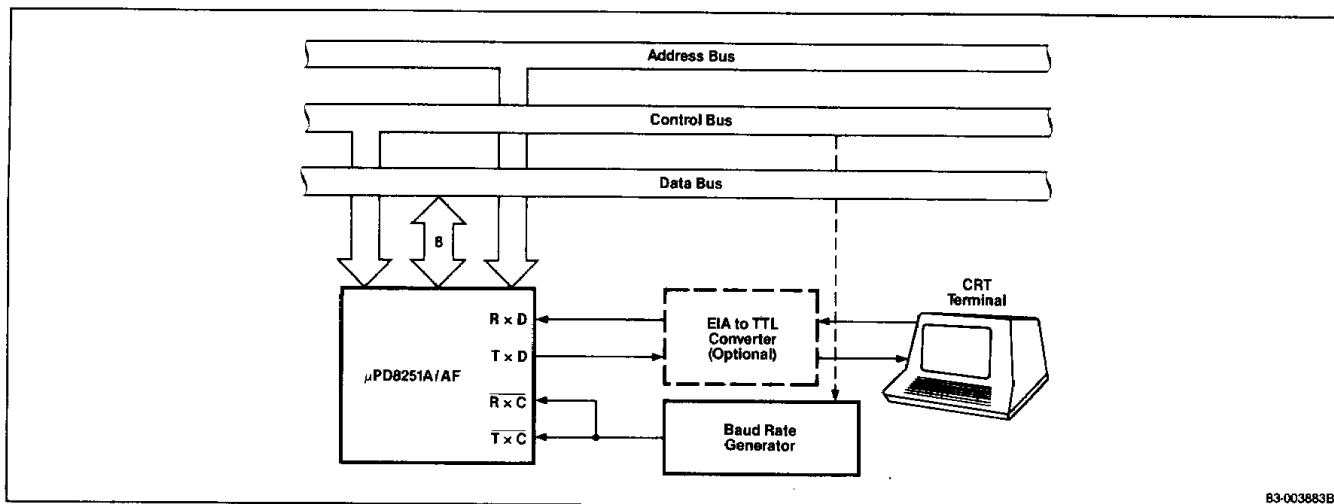 Address Bus
Control Bus
Data Bus
8
R × D
T × D
R × C
T × C
µPD8251A/AF
EIA to TTL
Converter
(Optional)
CRT
Terminal
Baud Rate
Generator
83-003883B